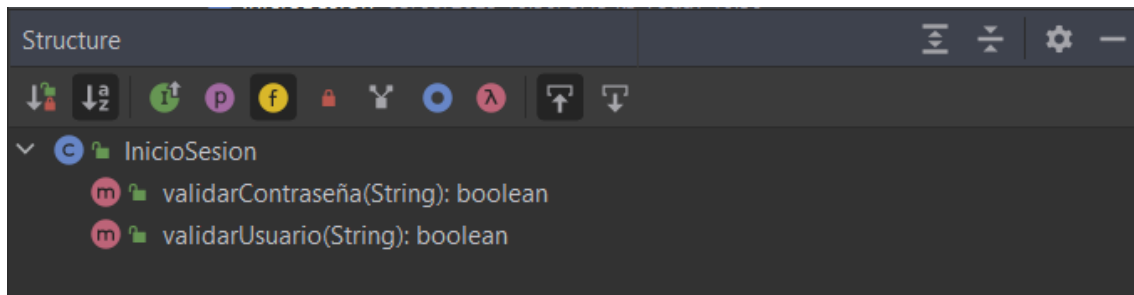 Structure
InicioSesion
validarContraseña(String): boolean
validarUsuario(String): boolean